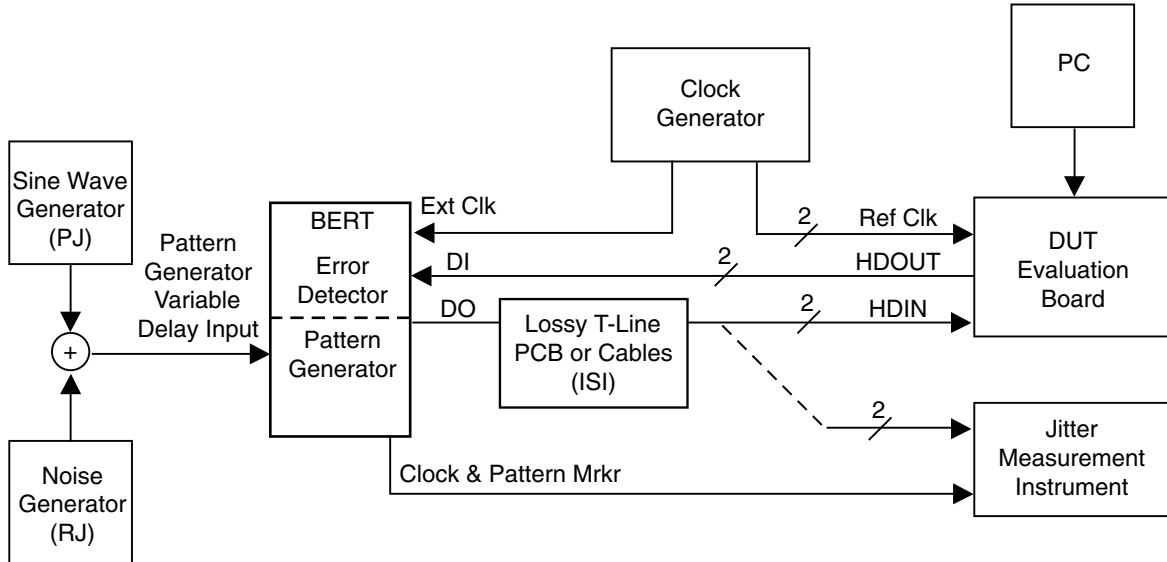 PC
Clock
Generator
Sine Wave
Generator
(PJ)
Pattern
Generator
Variable
Delay Input
+
Noise
Generator
(RJ)
BERT
Error
Detector
Pattern
Generator
Ext Clk
2
Ref Clk
DI
2
HDOUT
DO
Lossy T-Line
PCB or Cables
(ISI)
2
HDIN
DUT
Evaluation
Board
2
Clock & Pattern Mrkr
Jitter
Measurement
Instrument